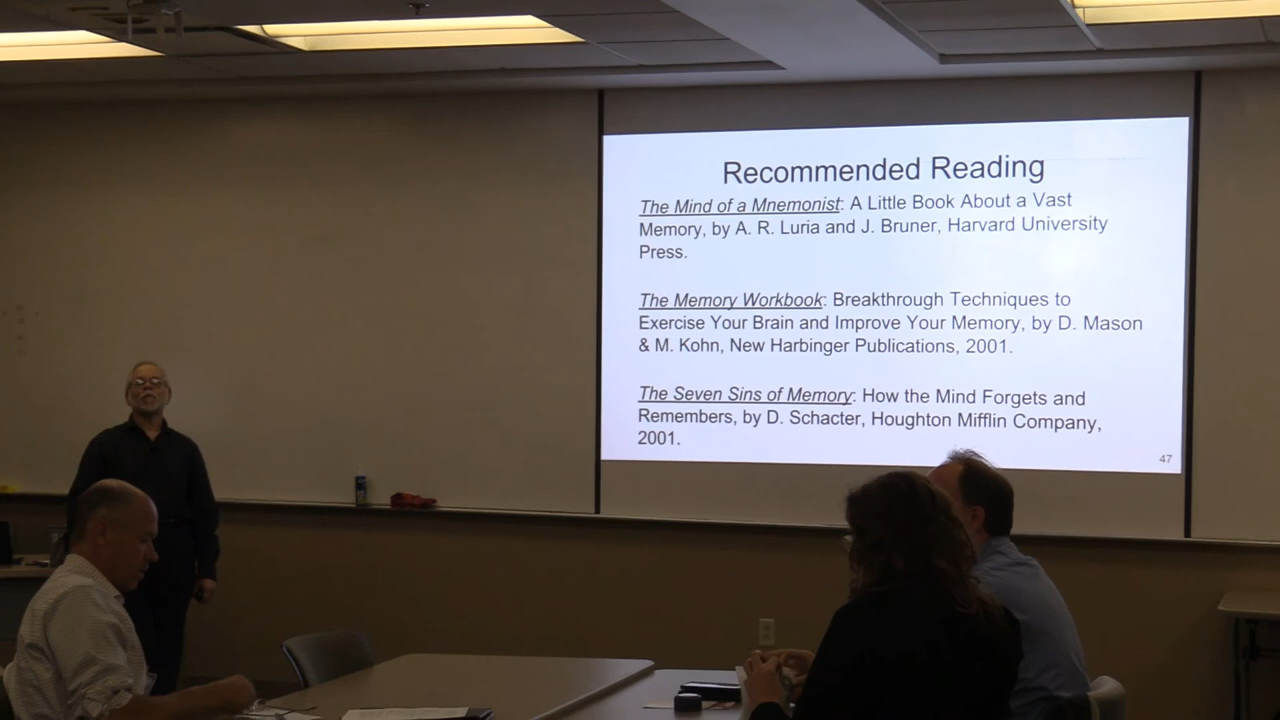 Recommended Reading
The Mind of a Mnemonist: A Little Book About a Vast
Memory, by A. R. Luria and J. Bruner, Harvard University
Press.
The Memory Workbook: Breakthrough Techniques to
Exercise Your Brain and Improve Your Memory, by D. Mason
& M. Kohn, New Harbinger Publications, 2001.
The Seven Sins of Memory: How the Mind Forgets and
Remembers, by D. Schacter, Houghton Mifflin Company,
2001.
47